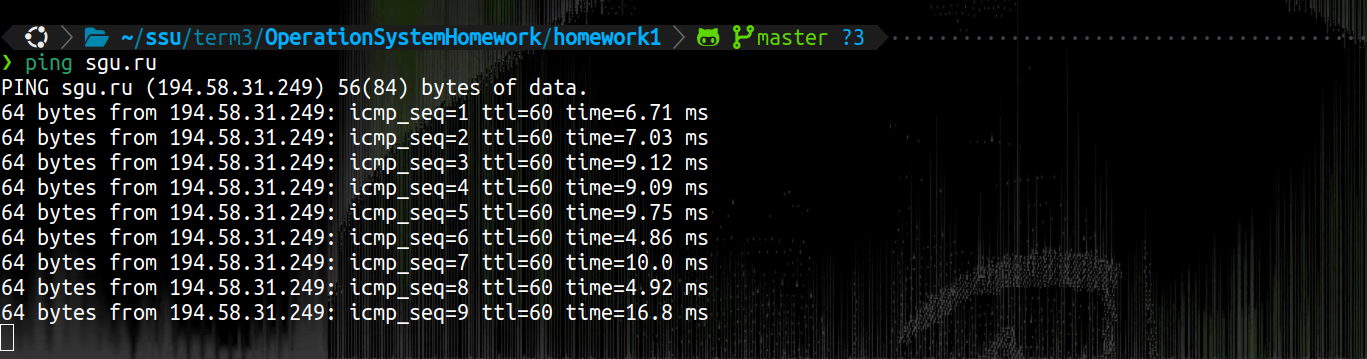 ~/ssu/term3/OperationSystemHomework/homework1 master ?3
❯ ping sgu.ru
PING sgu.ru (194.58.31.249) 56(84) bytes of data.
64 bytes from 194.58.31.249: icmp_seq=1 ttl=60 time=6.71 ms
64 bytes from 194.58.31.249: icmp_seq=2 ttl=60 time=7.03 ms
64 bytes from 194.58.31.249: icmp_seq=3 ttl=60 time=9.12 ms
64 bytes from 194.58.31.249: icmp_seq=4 ttl=60 time=9.09 ms
64 bytes from 194.58.31.249: icmp_seq=5 ttl=60 time=9.75 ms
64 bytes from 194.58.31.249: icmp_seq=6 ttl=60 time=4.86 ms
64 bytes from 194.58.31.249: icmp_seq=7 ttl=60 time=10.0 ms
64 bytes from 194.58.31.249: icmp_seq=8 ttl=60 time=4.92 ms
64 bytes from 194.58.31.249: icmp_seq=9 ttl=60 time=16.8 ms